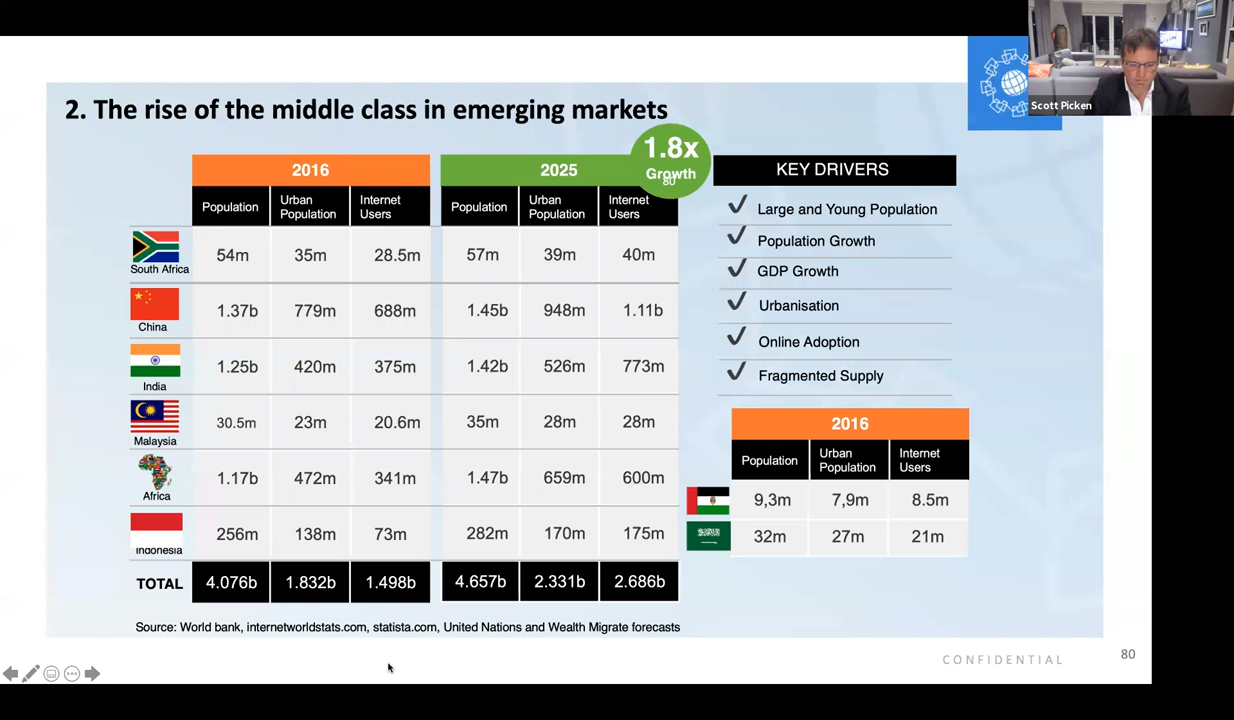 Scott Picken
2. The rise of the middle class in emerging markets
1.8x
Growth
80
2016
2025
KEY DRIVERS
Population
Urban
Population
Internet
Users
Population
Urban
Population
Internet
Users
South Africa
54m 35m 28.5m 57m 39m 40m
China
1.37b 779m 688m 1.45b 948m 1.11b
India
1.25b 420m 375m 1.42b 526m 773m
Malaysia
30.5m 23m 20.6m 35m 28m 28m
Africa
1.17b 472m 341m 1.47b 659m 600m
Indonesia
256m 138m 73m 282m 170m 175m
TOTAL 4.076b 1.832b 1.498b 4.657b 2.331b 2.686b
Large and Young Population
Population Growth
GDP Growth
Urbanisation
Online Adoption
Fragmented Supply
2016
Population
Urban
Population
Internet
Users
9,3m 7,9m 8.5m
32m 27m 21m
Source: World bank, internetworldstats.com, statista.com, United Nations and Wealth Migrate forecasts
CONFIDENTIAL
80